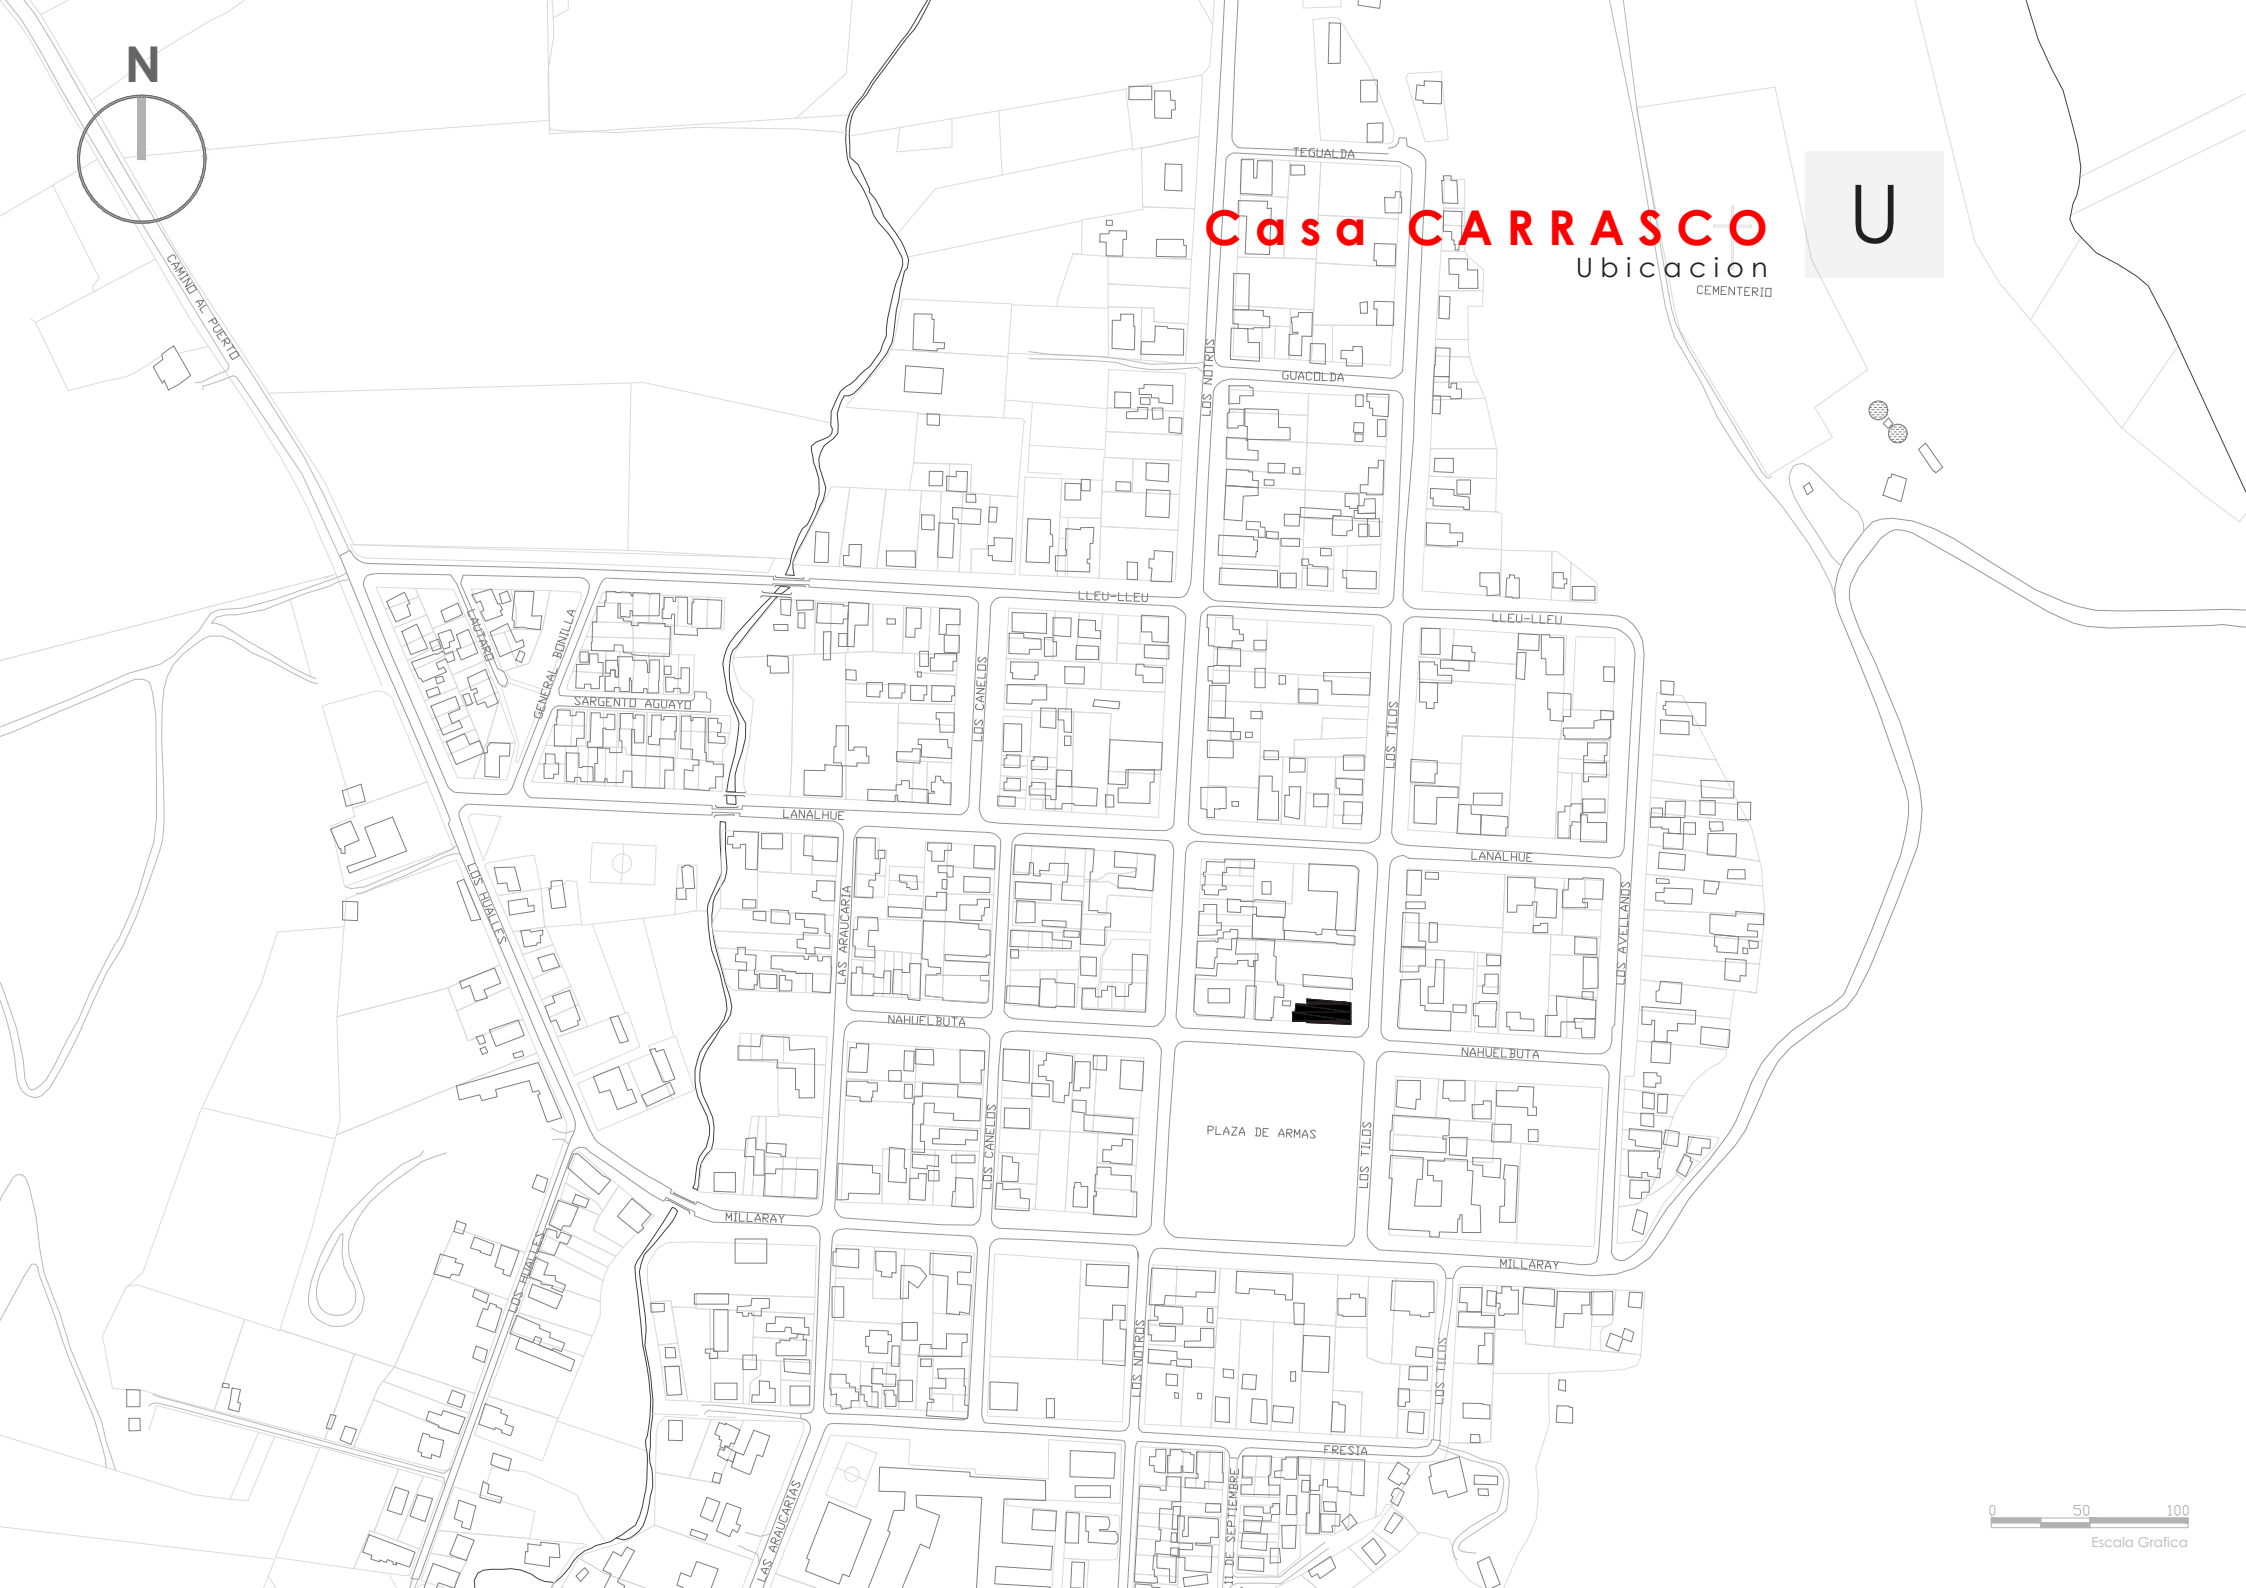 N
TEGUALDA
Casa CARRASCO
U
Ubicacion
CEMENTERIO
CAMINO AL PUERTO
LOS NOTROS
GUACOLDA
LLEU-LLEU
LLEU-LLEU
LAUTARO
GENERAL BONILLA
SARGENTO AGUAYO
LOS CANELOS
LOS TILOS
LANALHUE
LANALHUE
LOS HUALLES
LAS ARAUCARIA
LOS AVELLANOS
NAHUELBUTA
NAHUELBUTA
PLAZA DE ARMAS
LOS CANELOS
LOS TILOS
MILLARAY
MILLARAY
LOS HUALLES
LOS NOTROS
LOS TILOS
FRESIA
LAS ARAUCARIAS
11 DE SEPTIEMBRE
0 50 100
Escala Grafica